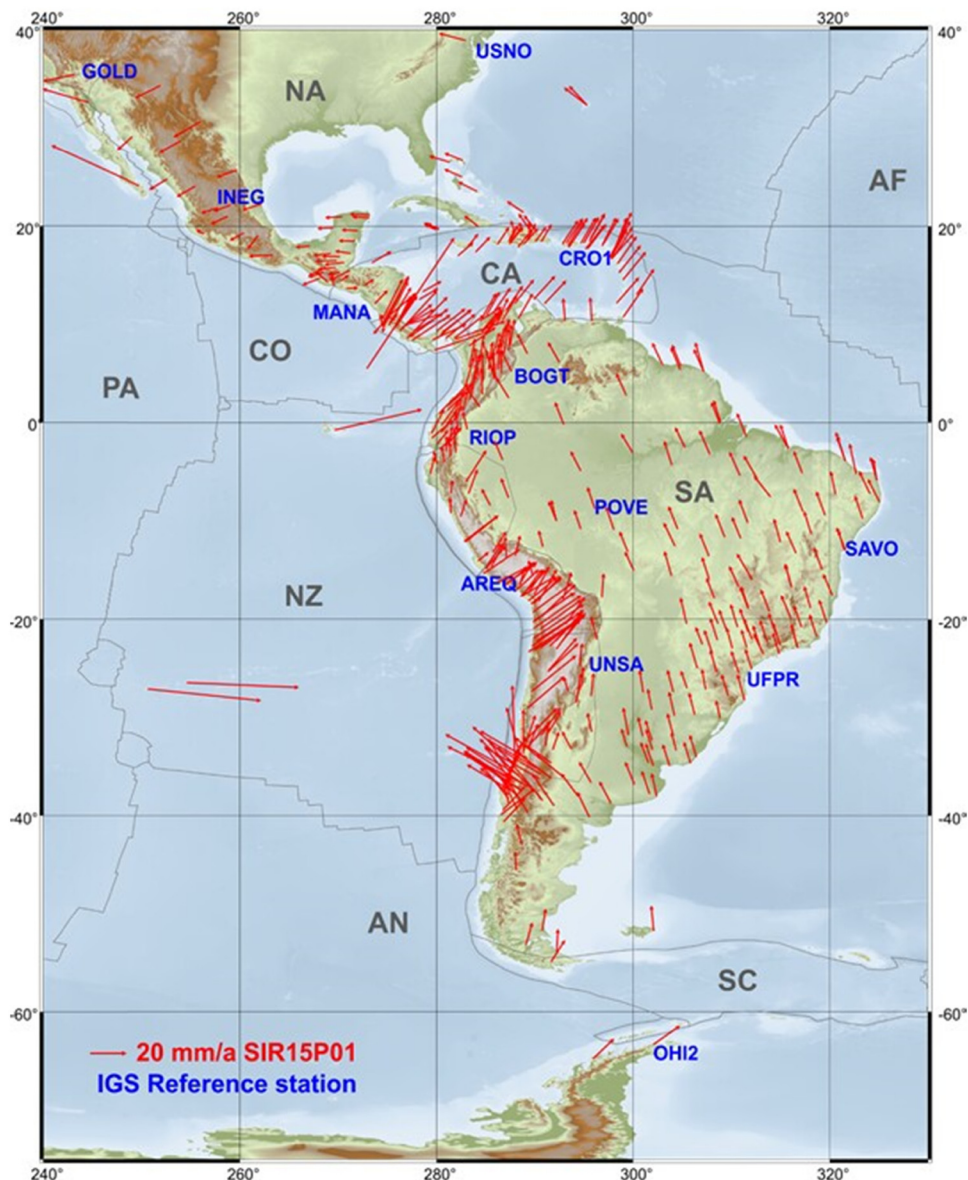 240° 260° 280° 300° 320°
40° 40°
USNO
GOLD
NA
AF
INEG
20° 20°
CRO1
CA
MANA
CO
BOGT
PA
0° 0°
RIOP
SA
POVE
SAVO
AREQ
NZ
-20° -20°
UNSA
UFPR
-40° -40°
AN
SC
-60° -60°
20 mm/a SIR15P01
OHI2
IGS Reference station
240° 260° 280° 300° 320°